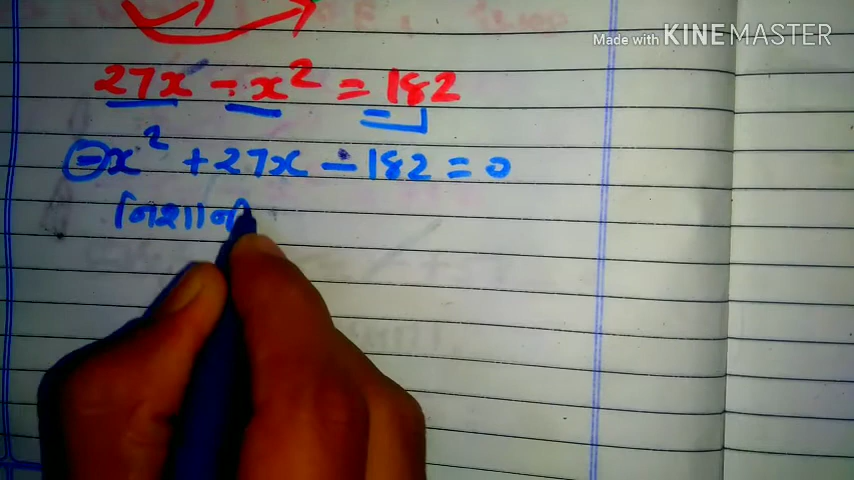 Made with KINEMASTER
27x - x² = 182
-x² + 27x - 182 = 0